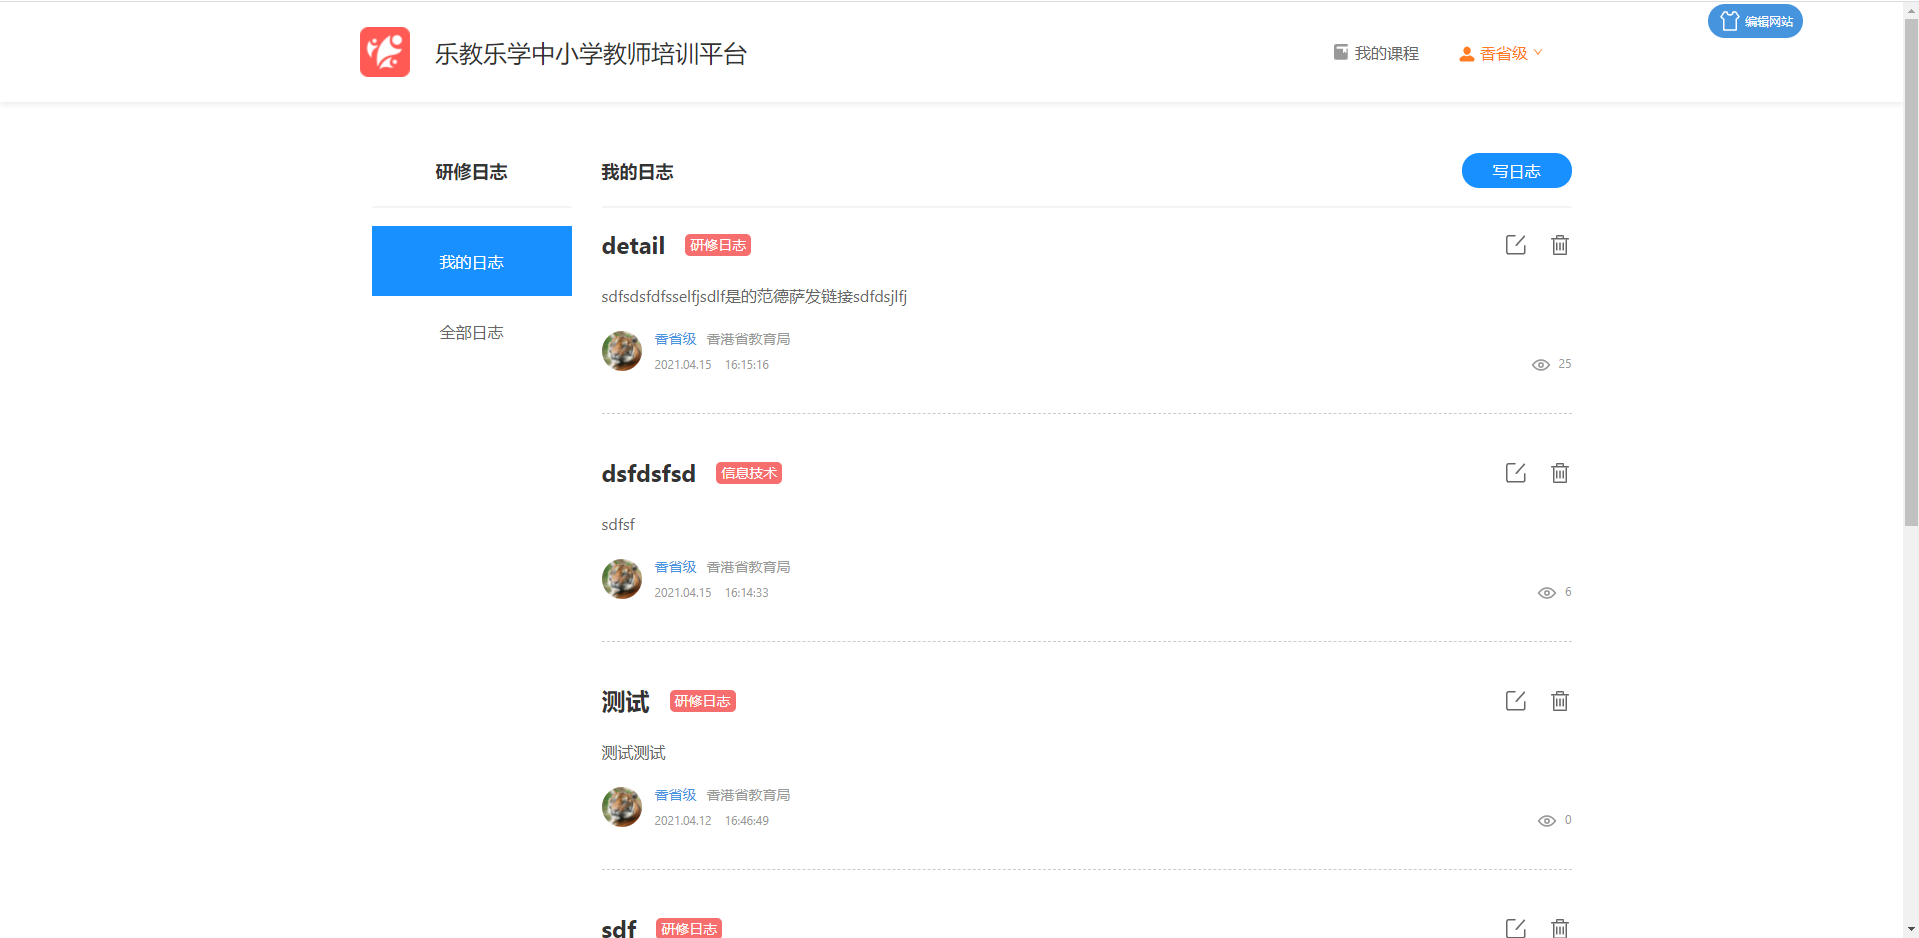 编辑网站
乐教乐学中小学教师培训平台
我的课程
香省级
研修日志
我的日志
写日志
我的日志
全部日志
detail 研修日志
sdfsdsfdfsselfjsdlf是的范德萨发链接sdfdsjlfj
香省级 香港省教育局
2021.04.15 16:15:16
25
dsfdsfsd 信息技术
sdfsf
香省级 香港省教育局
2021.04.15 16:14:33
6
测试 研修日志
测试测试
香省级 香港省教育局
2021.04.12 16:46:49
0
sdf 研修日志